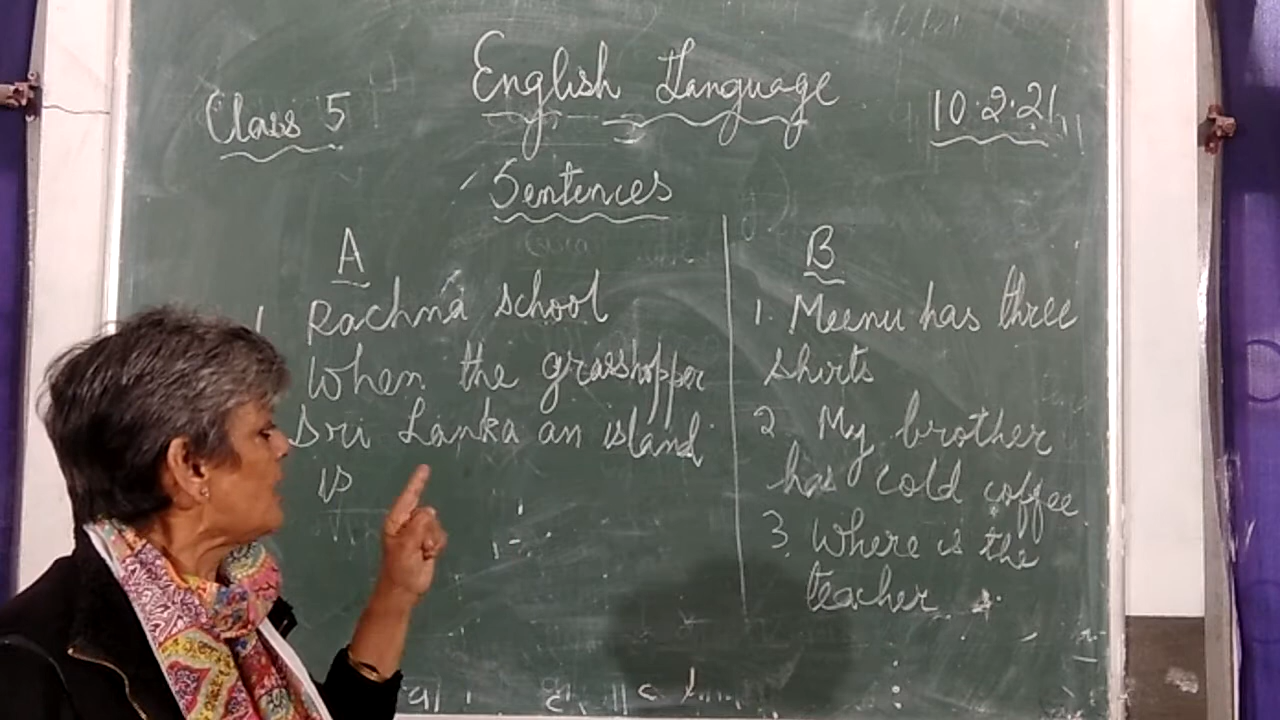 English Language
Class 5
10.2.21
Sentences
A
1 Rachna school
When the grasshopper
Sri Lanka an island
is
B
1. Meenu has three
shirts
2 My brother
has cold coffee
3. Where is the
teacher